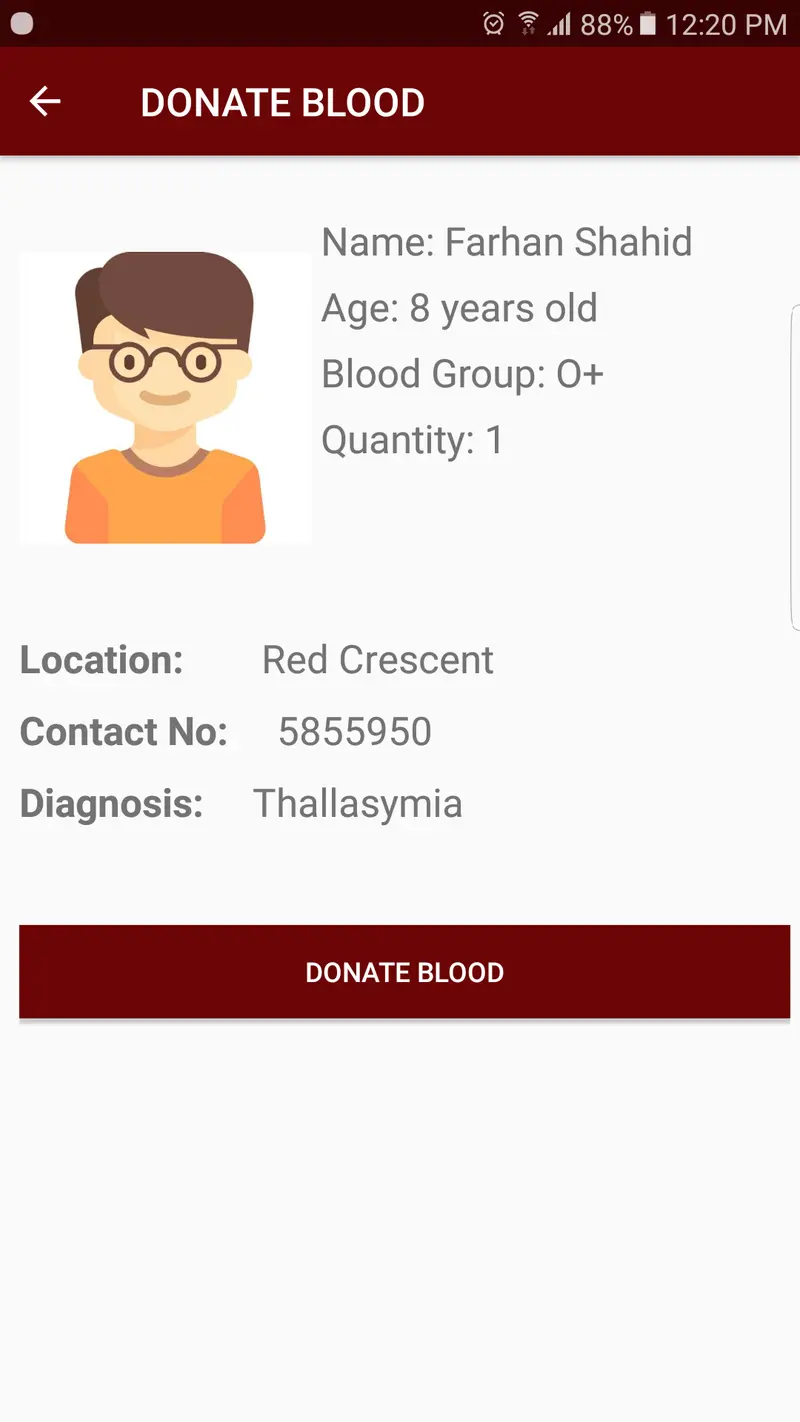 88% 12:20 PM
DONATE BLOOD
Name: Farhan Shahid
Age: 8 years old
Blood Group: O+
Quantity: 1
Location: Red Crescent
Contact No: 5855950
Diagnosis: Thallasymia
DONATE BLOOD